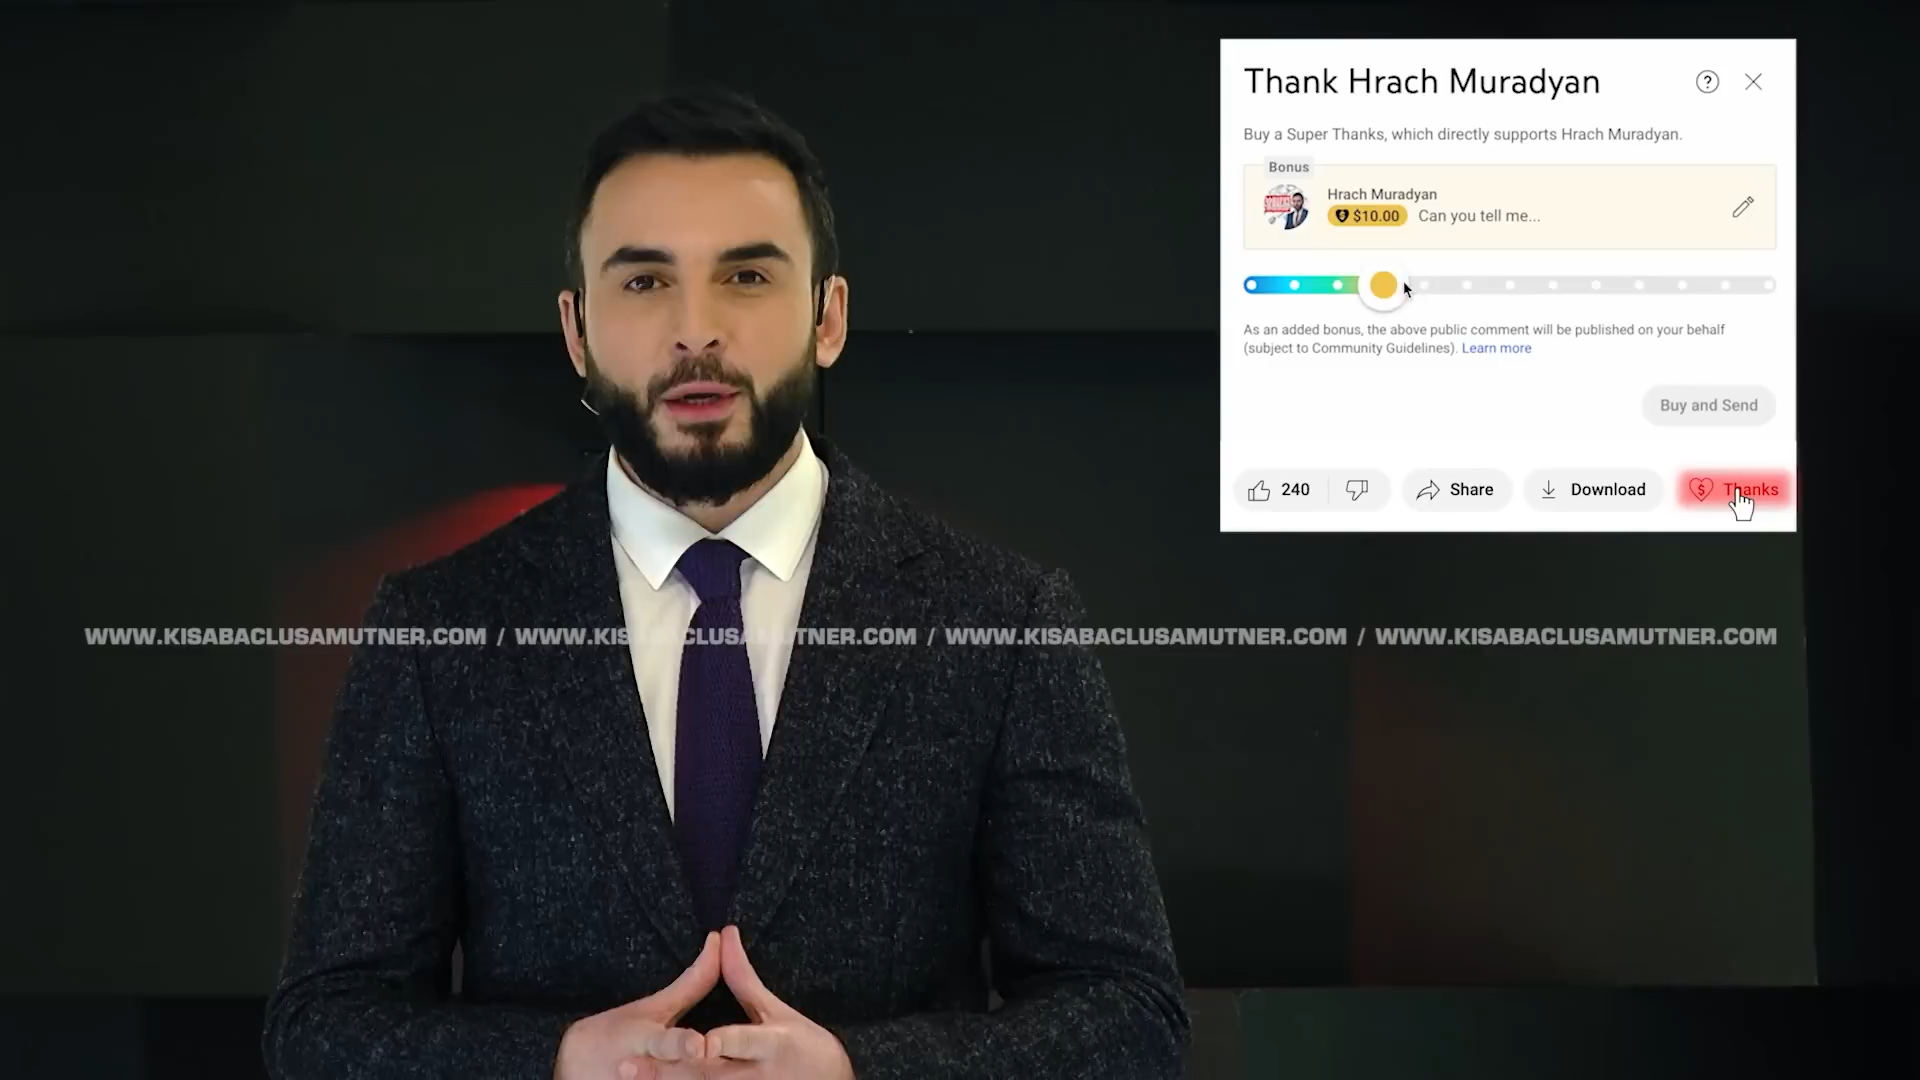 Thank Hrach Muradyan
Buy a Super Thanks, which directly supports Hrach Muradyan.
Bonus
Hrach Muradyan
$10.00 Can you tell me...
As an added bonus, the above public comment will be published on your behalf
(subject to Community Guidelines). Learn more
Buy and Send
240 Share Download Thanks
WWW.KISABACLUSAMUTNER.COM / WWW.KISABACLUSAMUTNER.COM / WWW.KISABACLUSAMUTNER.COM / WWW.KISABACLUSAMUTNER.COM